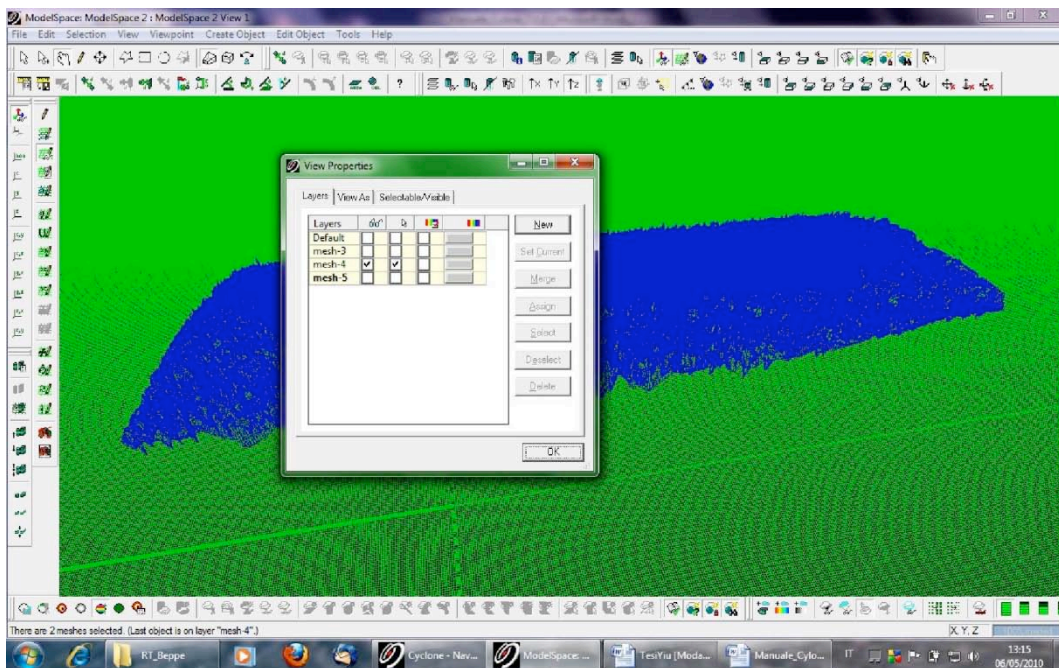 ModelSpace: ModelSpace 2 : ModelSpace 2 View 1
File Edit Selection View Viewpoint Create Object Edit Object Tools Help
View Properties
Layers View As Selectable/Visible
Layers
Default
mesh-3
mesh-4
mesh-5
New
Set Current
Merge
Assign
Select
Deselect
Delete
OK
There are 2 meshes selected. (Last object is on layer "mesh-4".)
X, Y, Z
RT_Beppe
Cyclone - Nav...
ModelSpace: ...
TesiYiu [Moda...
Manuale_Cylo...
IT
13:15
06/05/2010